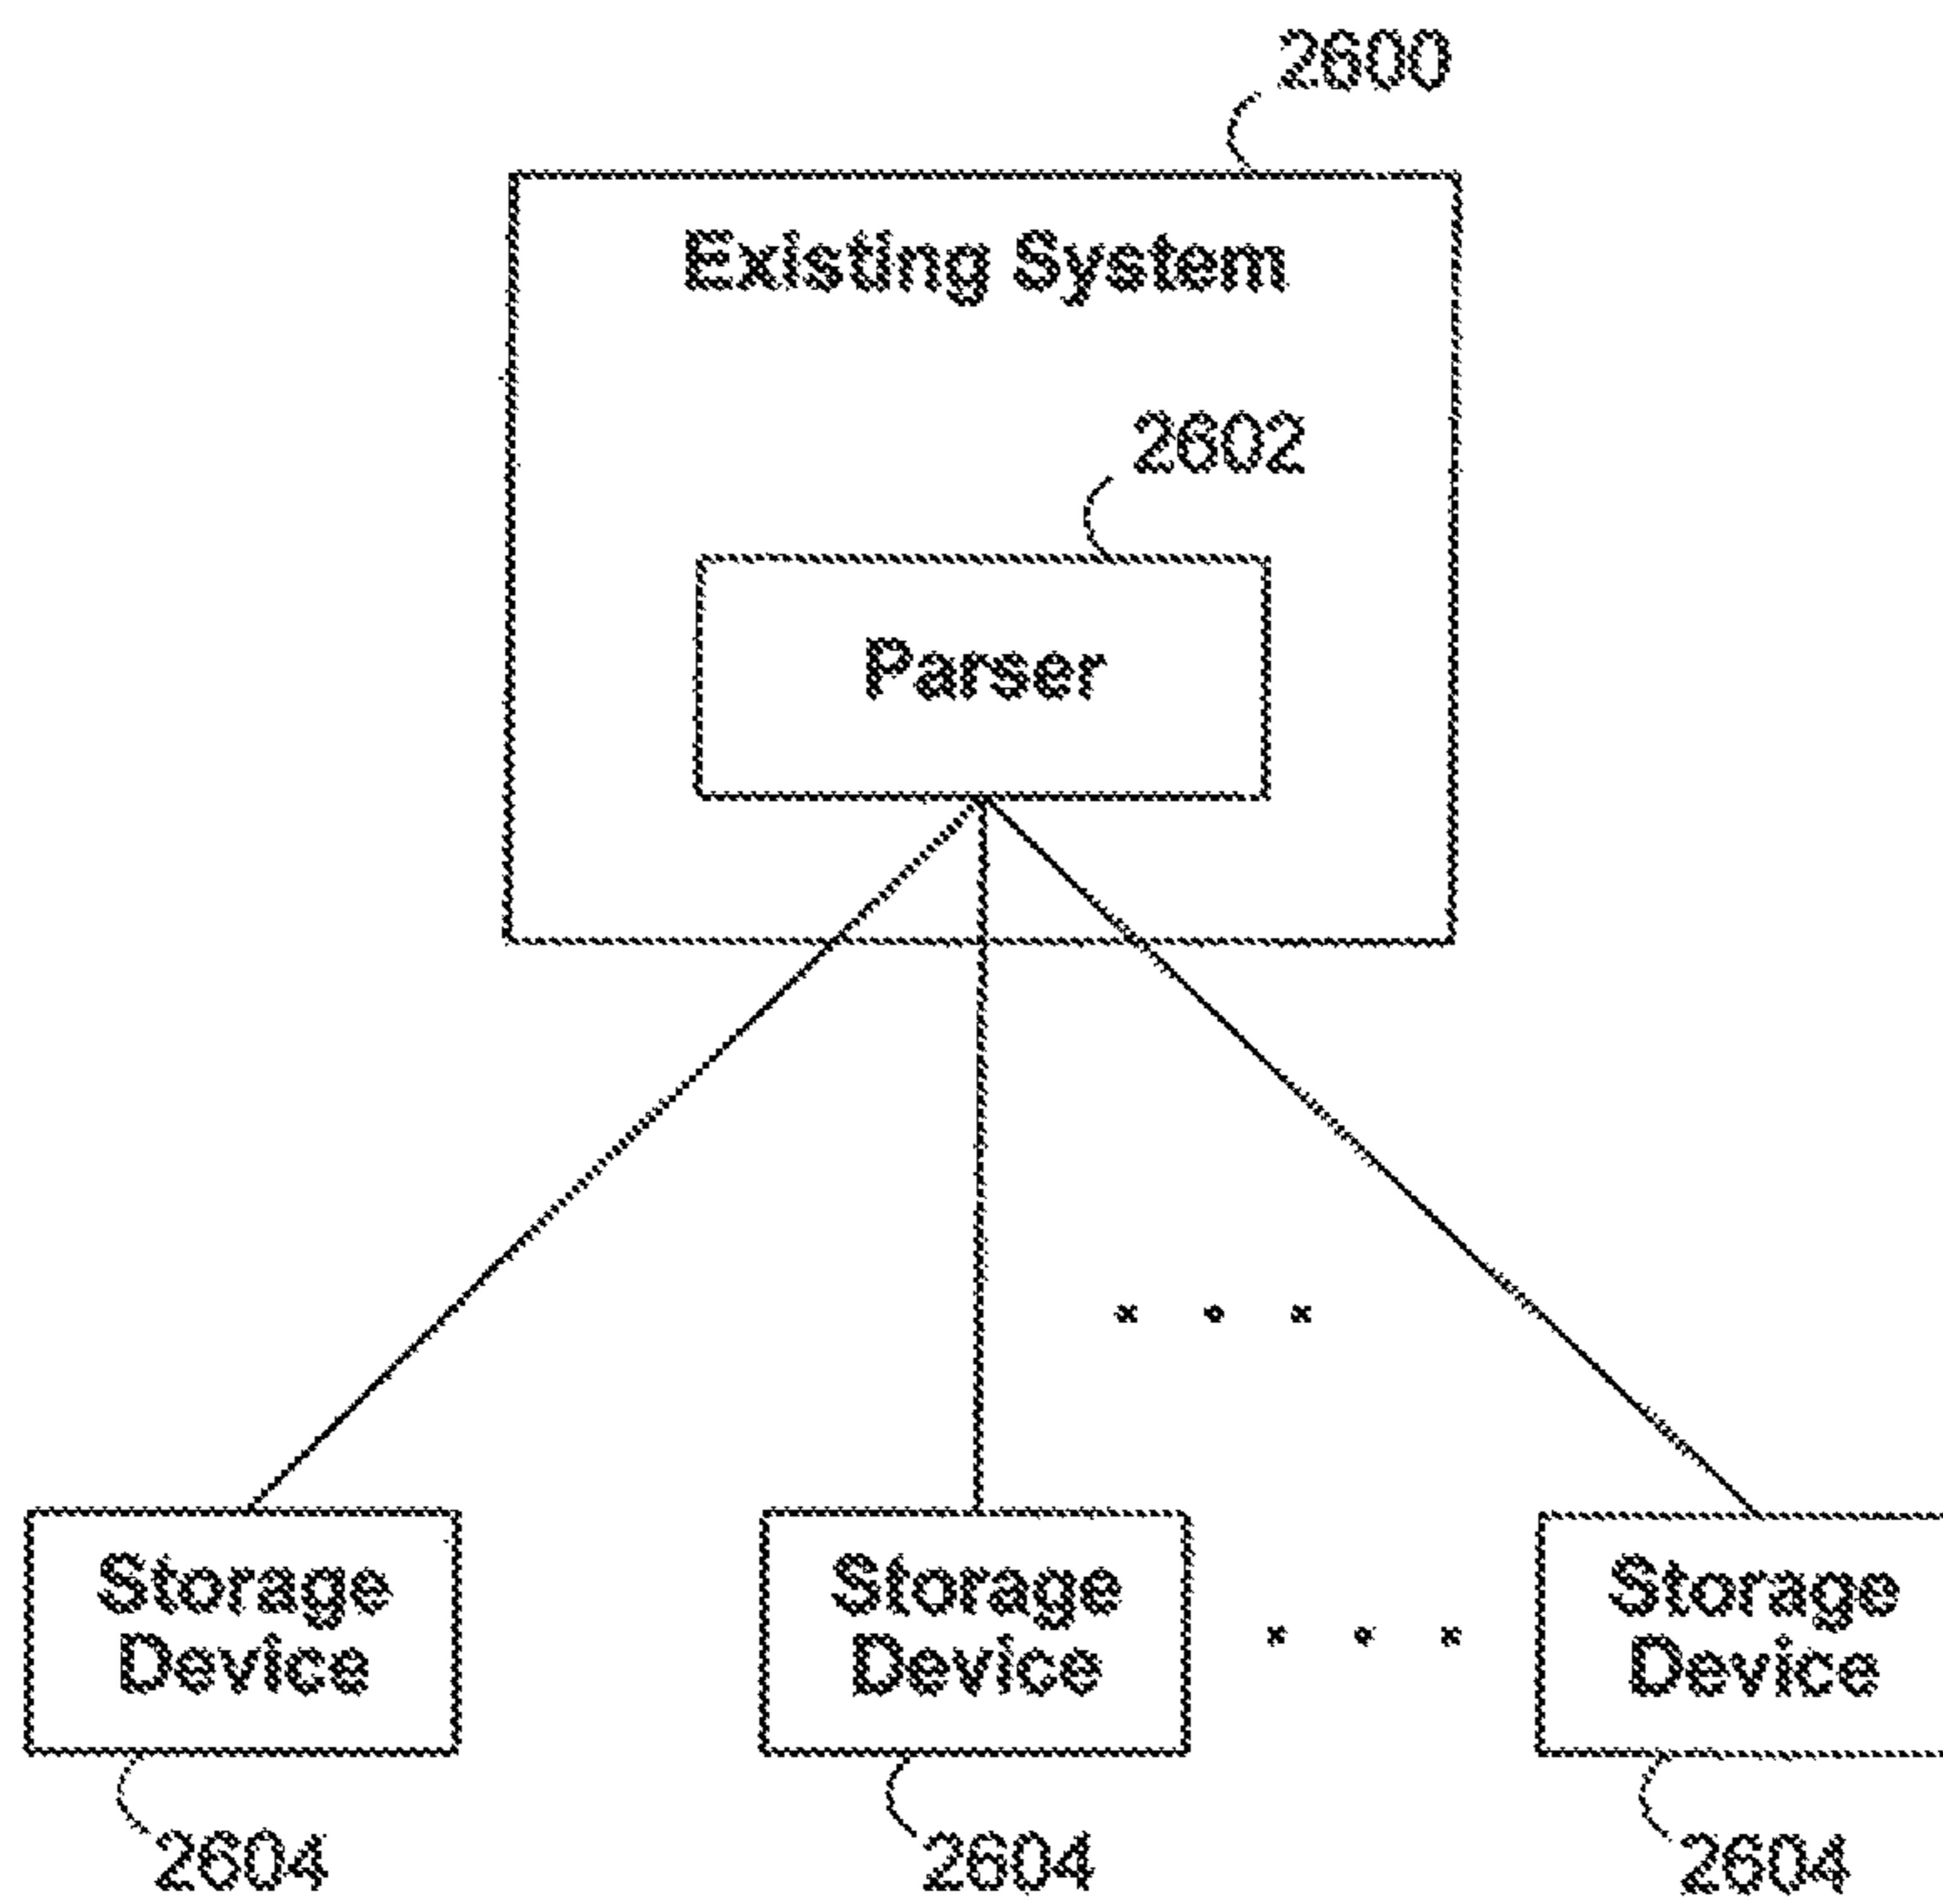 2600
Existing System
2602
Parser
Storage Storage Storage
Device Device . . . Device
2604 2604 2604